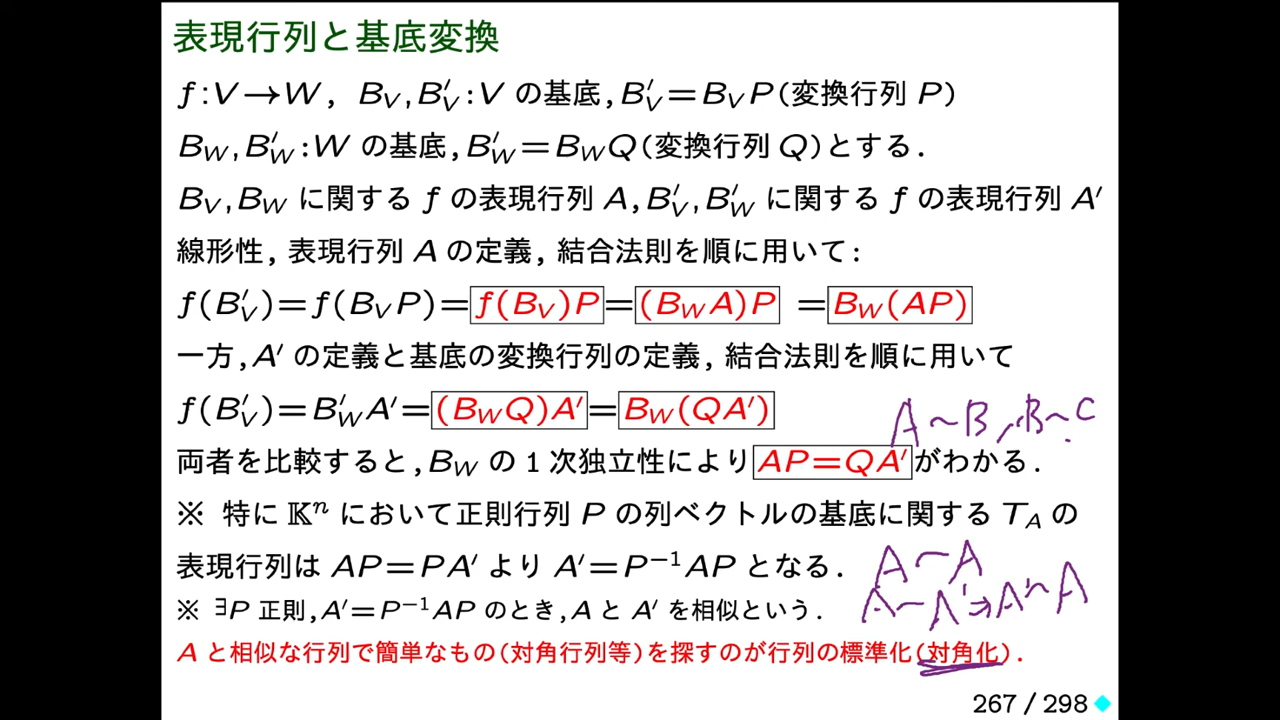 表現行列と基底変換
f:V→W, B_V,B′_V:V の基底,B′_V=B_V P(変換行列 P)
B_W,B′_W:W の基底,B′_W=B_W Q(変換行列 Q)とする.
B_V,B_W に関する f の表現行列 A,B′_V,B′_W に関する f の表現行列 A′
線形性, 表現行列 A の定義, 結合法則を順に用いて:
f(B′_V)=f(B_V P)=f(B_V)P=(B_W A)P =B_W(AP)
一方,A′ の定義と基底の変換行列の定義, 結合法則を順に用いて
f(B′_V)=B′_W A′=(B_W Q)A′=B_W(QA′)
A~B, B~C
両者を比較すると,B_W の 1 次独立性により AP=QA′ がわかる.
※ 特に 𝕂ⁿ において正則行列 P の列ベクトルの基底に関する T_A の
表現行列は AP=PA′ より A′=P⁻¹AP となる.
A~A
※ ∃P 正則,A′=P⁻¹AP のとき,A と A′ を相似という.
A~A′⇒A′~A
A と相似な行列で簡単なもの(対角行列等)を探すのが行列の標準化(対角化).
267 / 298